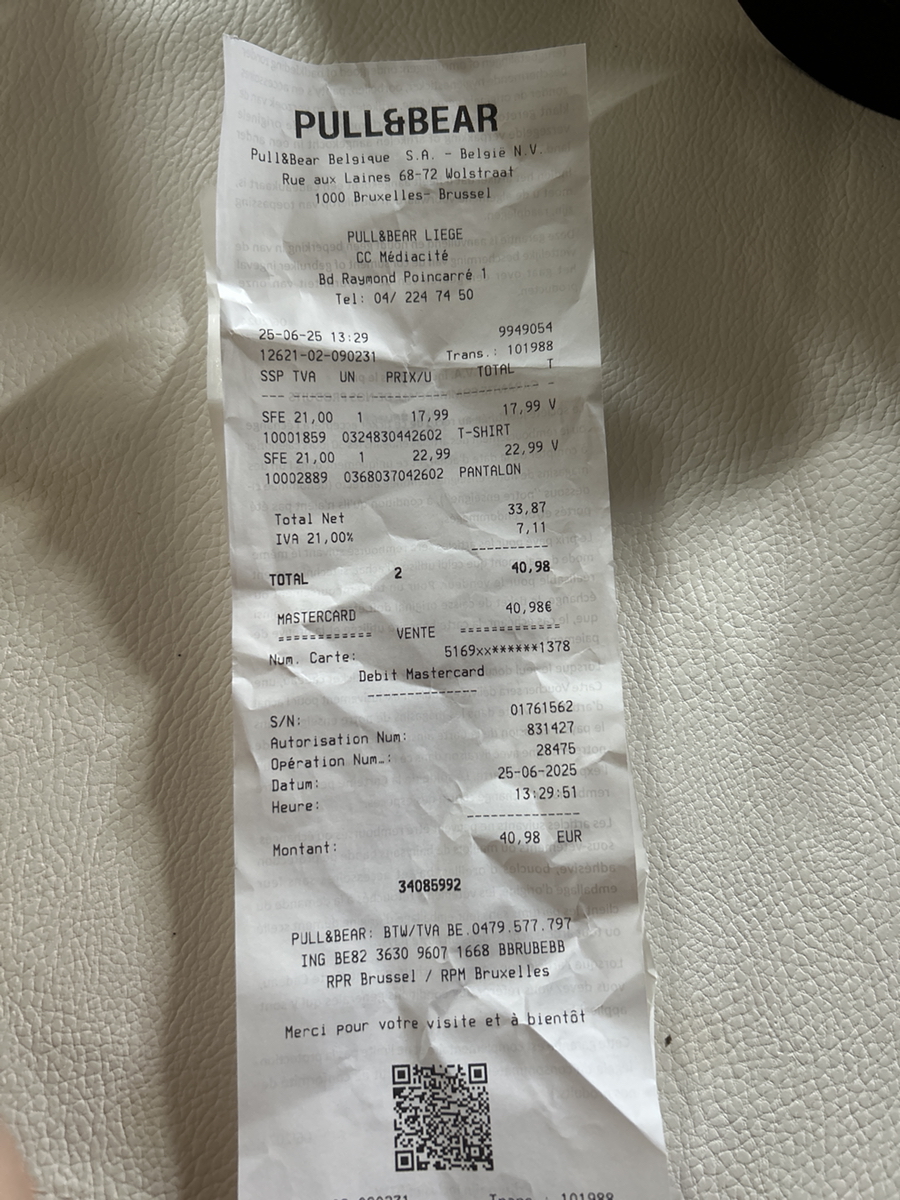 PULL&BEAR
Pull&Bear Belgique S.A. - België N.V.
Rue aux Laines 68-72 Wolstraat
1000 Bruxelles- Brussel
PULL&BEAR LIEGE
CC Médiacité
Bd Raymond Poincarré 1
Tel: 04/ 224 74 50
25-06-25 13:29 9949054
12621-02-090231 Trans.: 101988
SSP TVA UN PRIX/U TOTAL T
--- ----- ----- ----------- ---------- -
SFE 21,00 1 17,99 17,99 V
10001859 0324830442602 T-SHIRT
SFE 21,00 1 22,99 22,99 V
10002889 0368037042602 PANTALON
Total Net 33,87
IVA 21,00% 7,11
----------
TOTAL 2 40,98
MASTERCARD 40,98€
============ VENTE =============
Num. Carte: 5169xx******1378
Debit Mastercard
--------------
S/N: 01761562
Autorisation Num: 831427
Opération Num.: 28475
Datum: 25-06-2025
Heure: 13:29:51
--------------
Montant: 40,98 EUR
34085992
PULL&BEAR: BTW/TVA BE.0479.577.797
ING BE82 3630 9607 1668 BBRUBEBB
RPR Brussel / RPM Bruxelles
Merci pour votre visite et à bientôt
Trans.: 101988